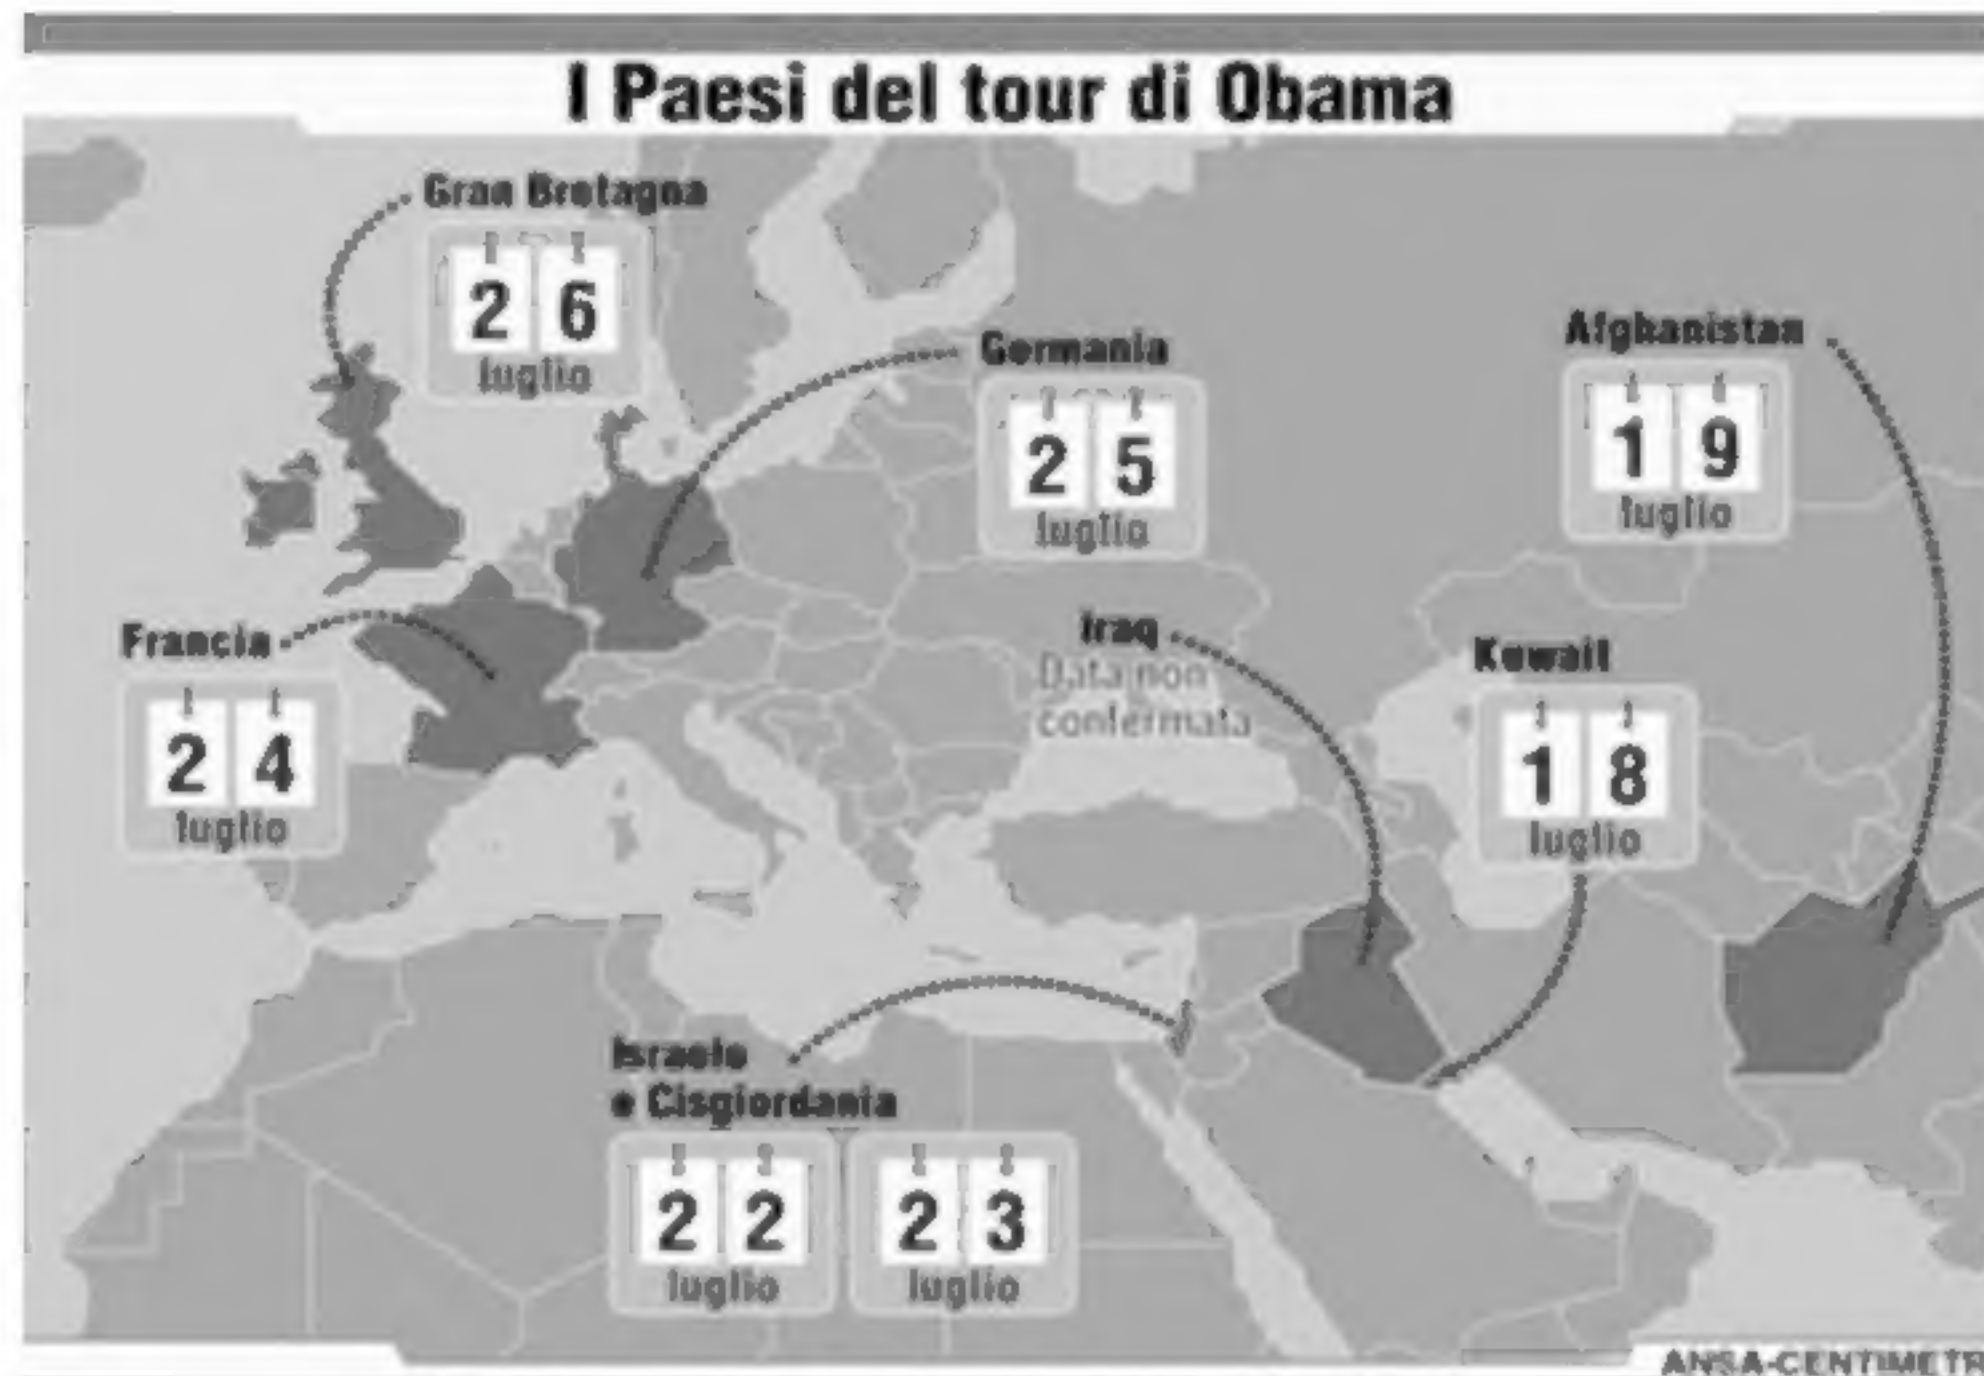 I Paesi del tour di Obama
Gran Bretagna
26
luglio
Germania
25
luglio
Afghanistan
19
luglio
Francia
24
luglio
Iraq
Data non
confermata
Kuwait
18
luglio
Israele
e Cisgiordania
22
luglio
23
luglio
ANSA-CENTIMETR